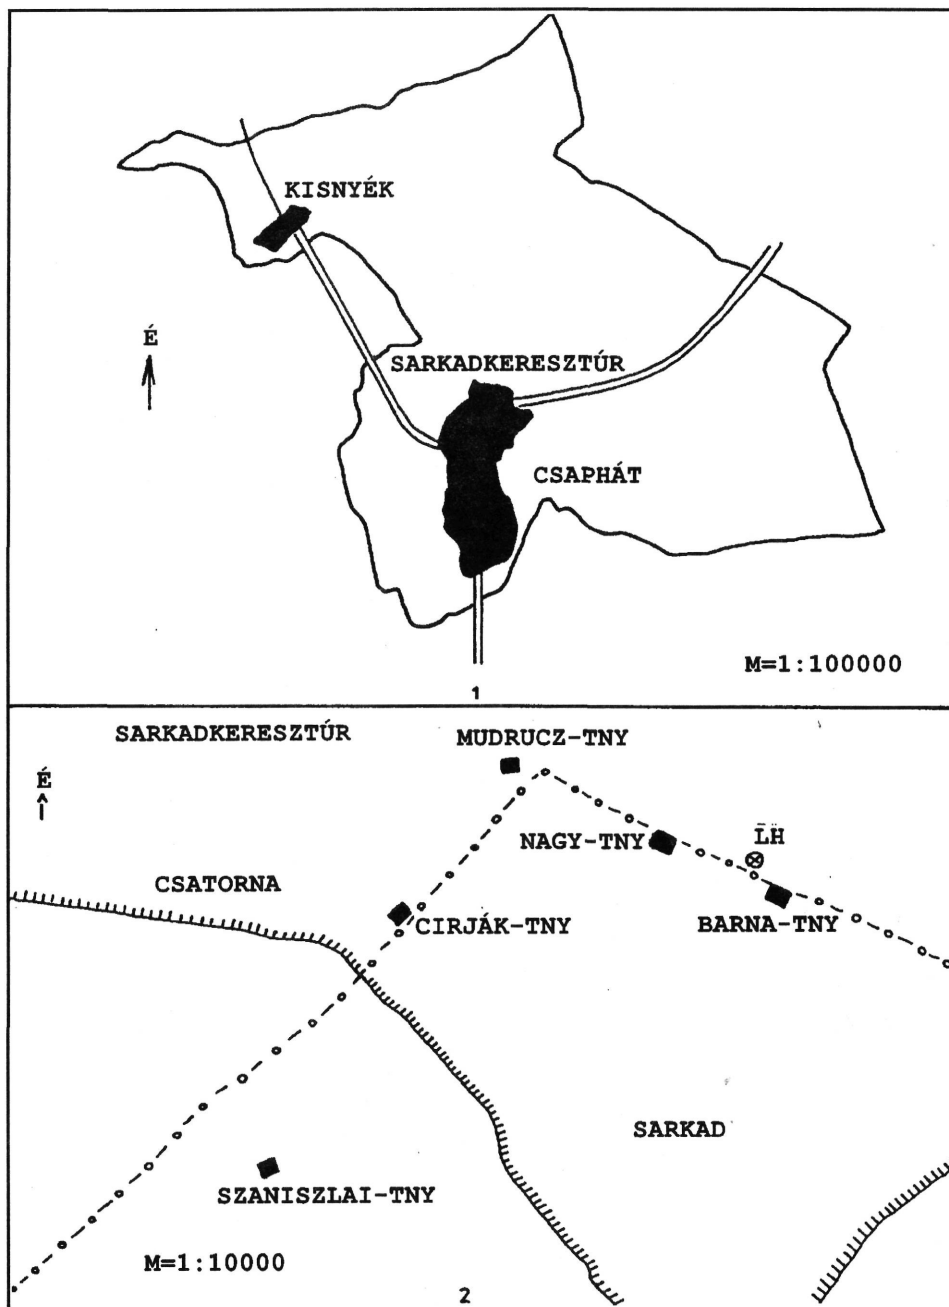 KISNYÉK
É
SARKADKERESZTÚR
CSAPHÁT
M=1:100000
1
SARKADKERESZTÚR
MUDRUCZ-TNY
É
NAGY-TNY
LH
CSATORNA
CIRJÁK-TNY
BARNA-TNY
SARKAD
SZANISZLAI-TNY
M=1:10000
2